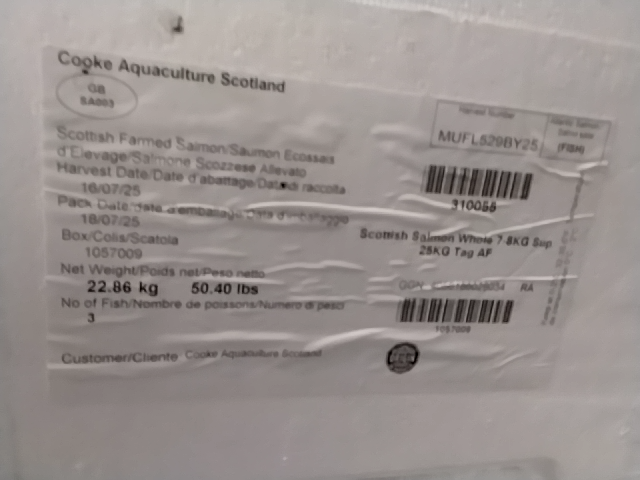 Cooke Aquaculture Scotland
GB
SA003
Harvest Number
MUFL529BY25
(FISH)
Scottish Farmed Salmon/Saumon Ecossais
d'Elevage/Salmone Scozzese Allevato
Harvest Date/Date d'abattage/Data di raccolta
16/07/25
310055
Pack Date/date d'emballage/Data d'imballaggio
18/07/25
Scottish Salmon Whole 7-8KG Sup
25KG Tag AF
Box/Colis/Scatola
1057009
Net Weight/Poids net/Peso netto
22.86 kg 50.40 lbs
RA
No of Fish/Nombre de poissons/Numero di pesci
3
1057009
Customer/Cliente Cooke Aquaculture Scotland